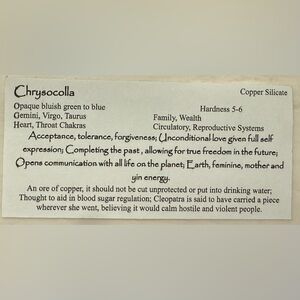 Chrysocolla Copper Silicate
Opaque bluish green to blue Hardness 5-6
Gemini, Virgo, Taurus Family, Wealth
Heart, Throat Chakras Circulatory, Reproductive Systems
Acceptance, tolerance, forgiveness; Unconditional love given full self
expression; Completing the past , allowing for true freedom in the future;
Opens communication with all life on the planet; Earth, feminine, mother and
yin energy.
An ore of copper, it should not be cut unprotected or put into drinking water;
Thought to aid in blood sugar regulation; Cleopatra is said to have carried a piece
wherever she went, believing it would calm hostile and violent people.